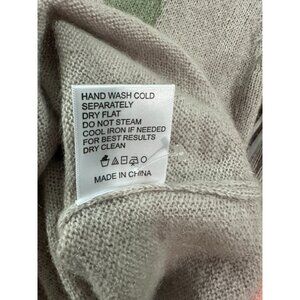 HAND WASH COLD
SEPARATELY
DRY FLAT
DO NOT STEAM
COOL IRON IF NEEDED
FOR BEST RESULTS
DRY CLEAN
MADE IN CHINA